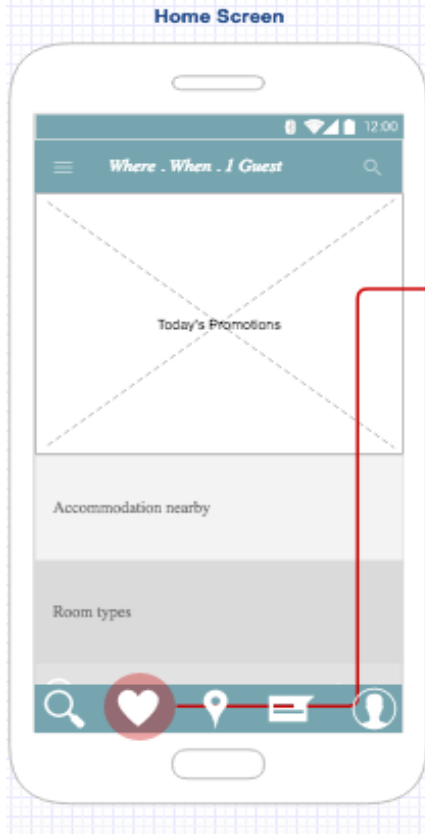 Home Screen
12:00
Where . When . 1 Guest
Today's Promotions
Accommodation nearby
Room types